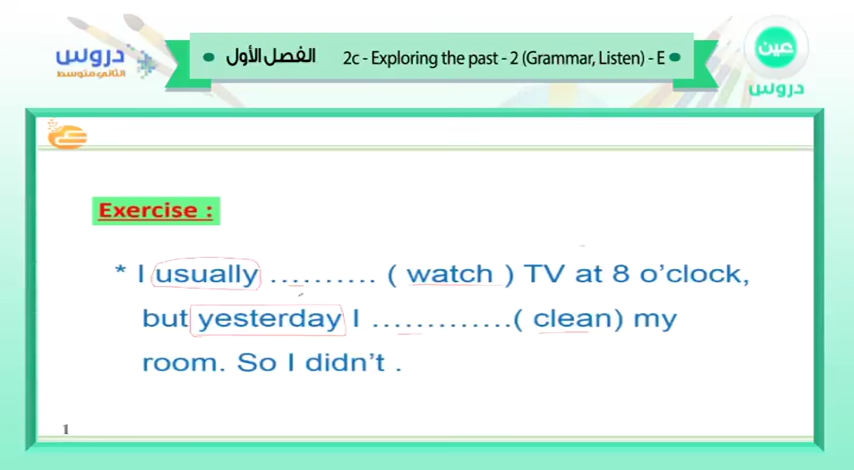 دروس
الثاني متوسط
الفصل الأول
2c - Exploring the past - 2 (Grammar, Listen) - E
عين
دروس
Exercise :
* I usually ………. ( watch ) TV at 8 o’clock,
but yesterday I ………….( clean) my
room. So I didn’t .
1